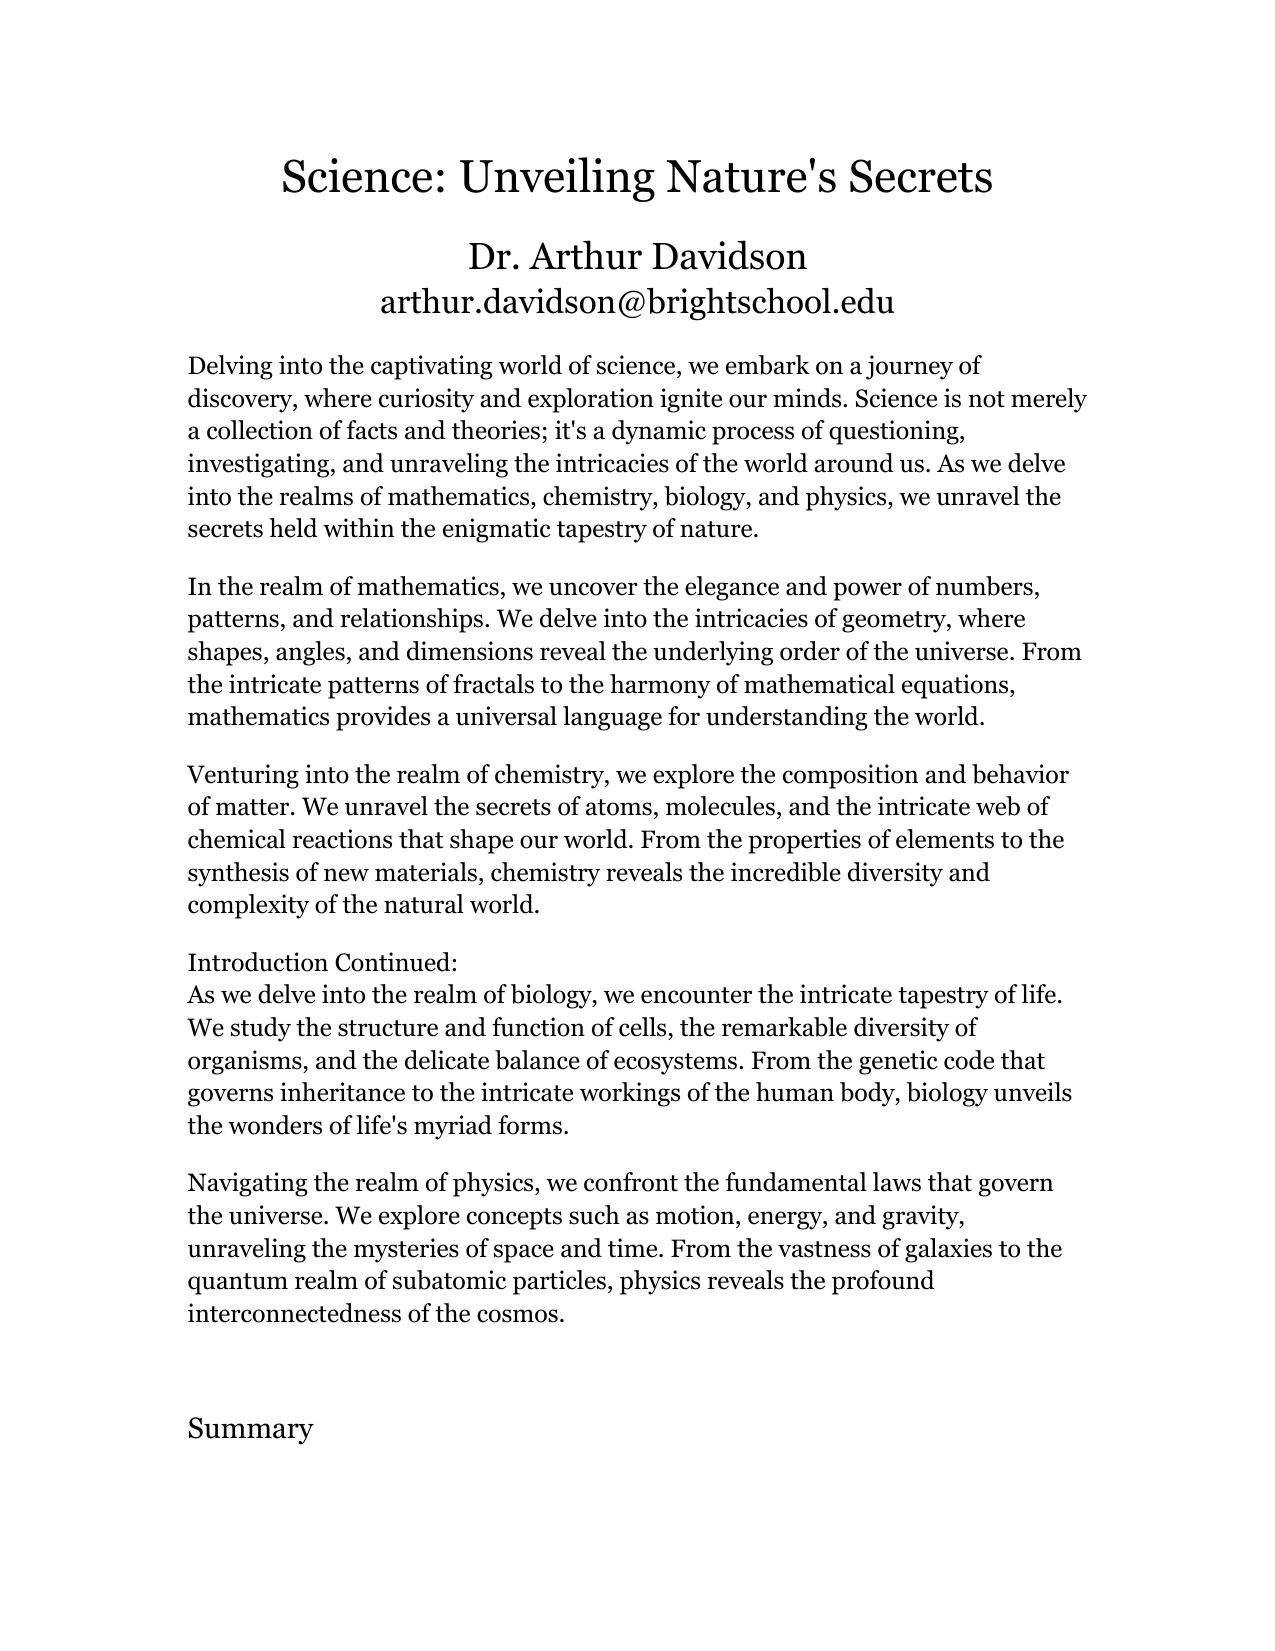 Science: Unveiling Nature's Secrets
Dr. Arthur Davidson
arthur.davidson@brightschool.edu
Delving into the captivating world of science, we embark on a journey of
discovery, where curiosity and exploration ignite our minds. Science is not merely
a collection of facts and theories; it's a dynamic process of questioning,
investigating, and unraveling the intricacies of the world around us. As we delve
into the realms of mathematics, chemistry, biology, and physics, we unravel the
secrets held within the enigmatic tapestry of nature.
In the realm of mathematics, we uncover the elegance and power of numbers,
patterns, and relationships. We delve into the intricacies of geometry, where
shapes, angles, and dimensions reveal the underlying order of the universe. From
the intricate patterns of fractals to the harmony of mathematical equations,
mathematics provides a universal language for understanding the world.
Venturing into the realm of chemistry, we explore the composition and behavior
of matter. We unravel the secrets of atoms, molecules, and the intricate web of
chemical reactions that shape our world. From the properties of elements to the
synthesis of new materials, chemistry reveals the incredible diversity and
complexity of the natural world.
Introduction Continued:
As we delve into the realm of biology, we encounter the intricate tapestry of life.
We study the structure and function of cells, the remarkable diversity of
organisms, and the delicate balance of ecosystems. From the genetic code that
governs inheritance to the intricate workings of the human body, biology unveils
the wonders of life's myriad forms.
Navigating the realm of physics, we confront the fundamental laws that govern
the universe. We explore concepts such as motion, energy, and gravity,
unraveling the mysteries of space and time. From the vastness of galaxies to the
quantum realm of subatomic particles, physics reveals the profound
interconnectedness of the cosmos.
Summary